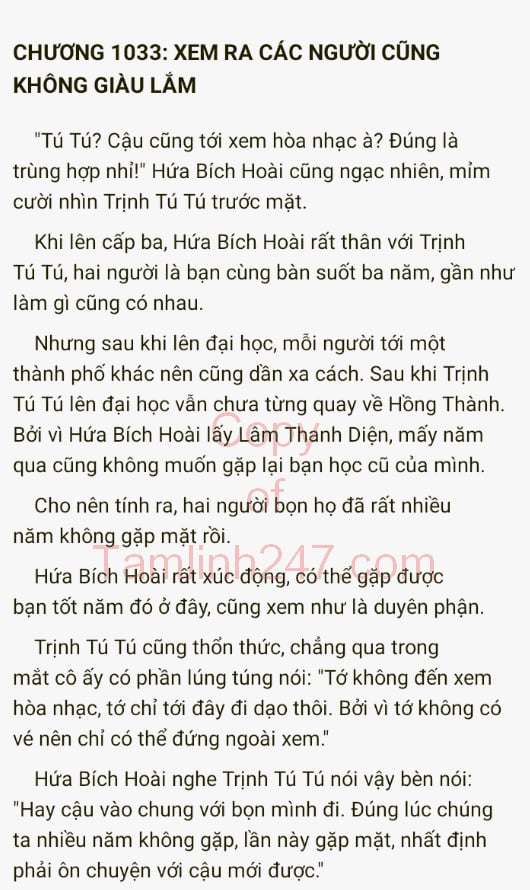 CHƯƠNG 1033: XEM RA CÁC NGƯỜI CŨNG
KHÔNG GIÀU LẮM
"Tú Tú? Cậu cũng tới xem hòa nhạc à? Đúng là
trùng hợp nhỉ!" Hứa Bích Hoài cũng ngạc nhiên, mỉm
cười nhìn Trịnh Tú Tú trước mặt.
Khi lên cấp ba, Hứa Bích Hoài rất thân với Trịnh
Tú Tú, hai người là bạn cùng bàn suốt ba năm, gần như
làm gì cũng có nhau.
Nhưng sau khi lên đại học, mỗi người tới một
thành phố khác nên cũng dần xa cách. Sau khi Trịnh
Tú Tú lên đại học vẫn chưa từng quay về Hồng Thành.
Bởi vì Hứa Bích Hoài lấy Lâm Thanh Diện, mấy năm
qua cũng không muốn gặp lại bạn học cũ của mình.
Cho nên tính ra, hai người bọn họ đã rất nhiều
năm không gặp mặt rồi.
Hứa Bích Hoài rất xúc động, có thể gặp được
bạn tốt năm đó ở đây, cũng xem như là duyên phận.
Trịnh Tú Tú cũng thổn thức, chẳng qua trong
mắt cô ấy có phần lúng túng nói: "Tớ không đến xem
hòa nhạc, tớ chỉ tới đây đi dạo thôi. Bởi vì tớ không có
vé nên chỉ có thể đứng ngoài xem."
Hứa Bích Hoài nghe Trịnh Tú Tú nói vậy bèn nói:
"Hay cậu vào chung với bọn mình đi. Đúng lúc chúng
ta nhiều năm không gặp, lần này gặp mặt, nhất định
phải ôn chuyện với cậu mới được."
Copy
of
Tamlinh247.com